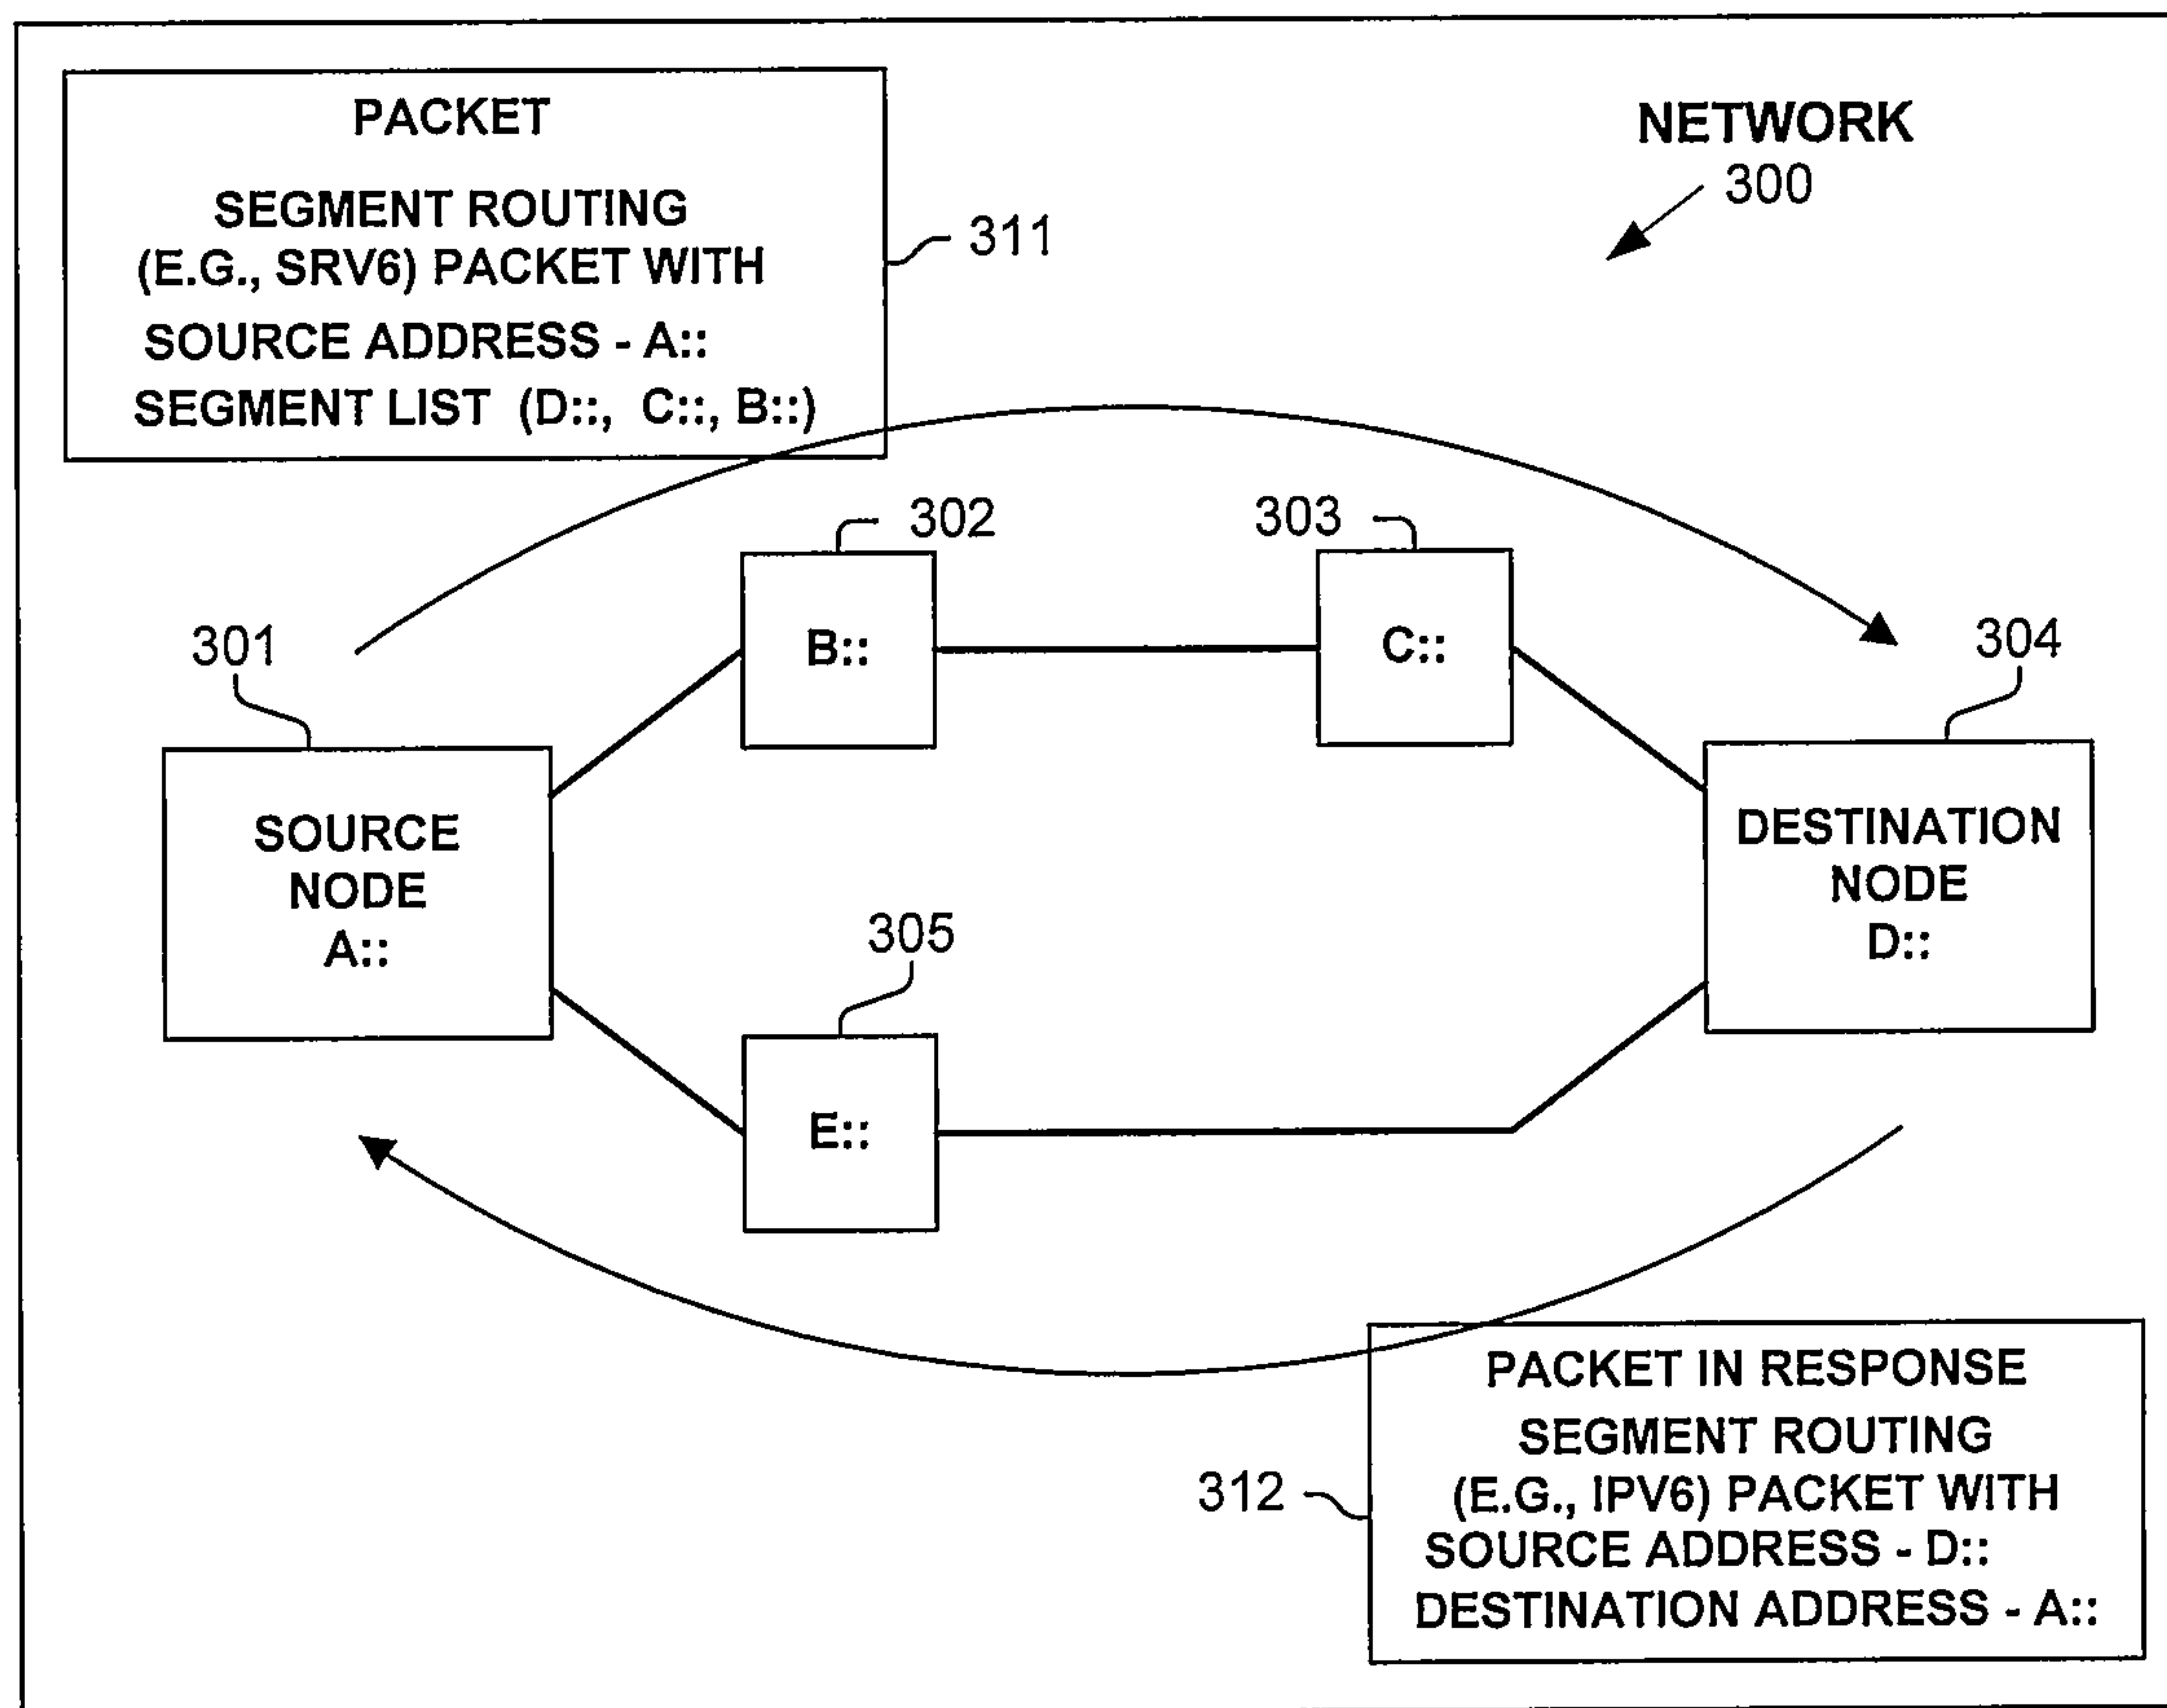 PACKET
SEGMENT ROUTING
(E.G., SRV6) PACKET WITH
SOURCE ADDRESS - A::
SEGMENT LIST (D::, C::, B::)
311
NETWORK
300
302
303
301
B::
C::
304
SOURCE
NODE
A::
DESTINATION
NODE
D::
305
E::
312
PACKET IN RESPONSE
SEGMENT ROUTING
(E.G., IPV6) PACKET WITH
SOURCE ADDRESS - D::
DESTINATION ADDRESS - A::